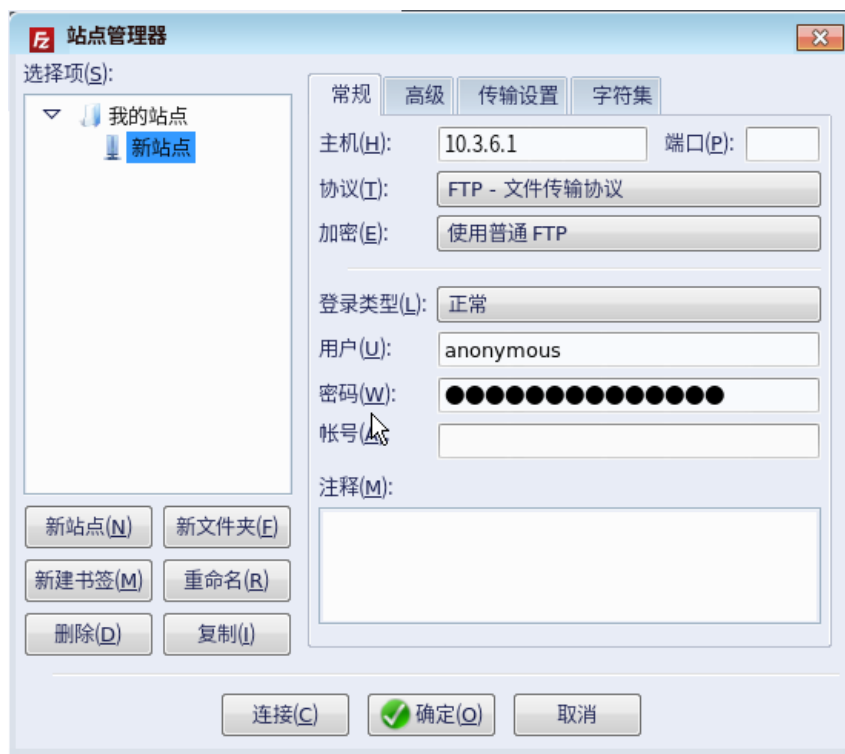 站点管理器
选择项(S):
我的站点
新站点
新站点(N) 新文件夹(F)
新建书签(M) 重命名(R)
删除(D) 复制(I)
常规 高级 传输设置 字符集
主机(H): 10.3.6.1 端口(P):
协议(T): FTP - 文件传输协议
加密(E): 使用普通 FTP
登录类型(L): 正常
用户(U): anonymous
密码(W): ●●●●●●●●●●●●●●
帐号(A):
注释(M):
连接(C) 确定(O) 取消